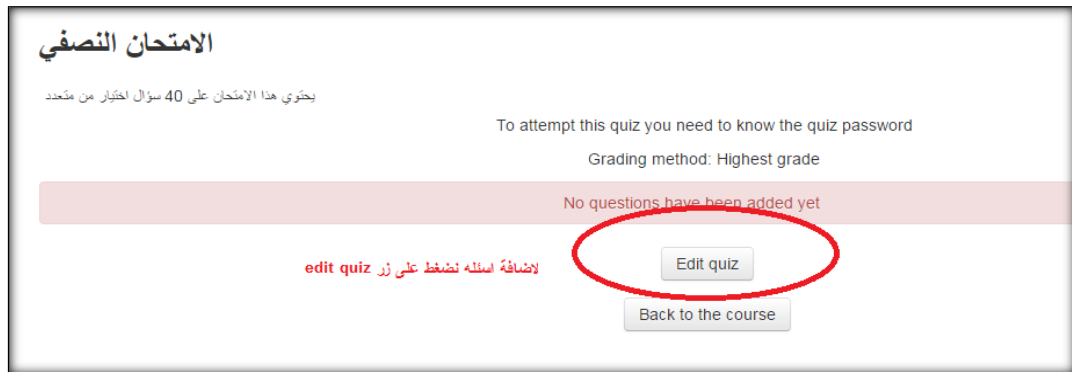 الامتحان النصفي
يحتوي هذا الامتحان على 40 سؤال اختيار من متعدد
To attempt this quiz you need to know the quiz password
Grading method: Highest grade
No questions have been added yet
Edit quiz
لاضافة اسئله نضغط على زر edit quiz
Back to the course